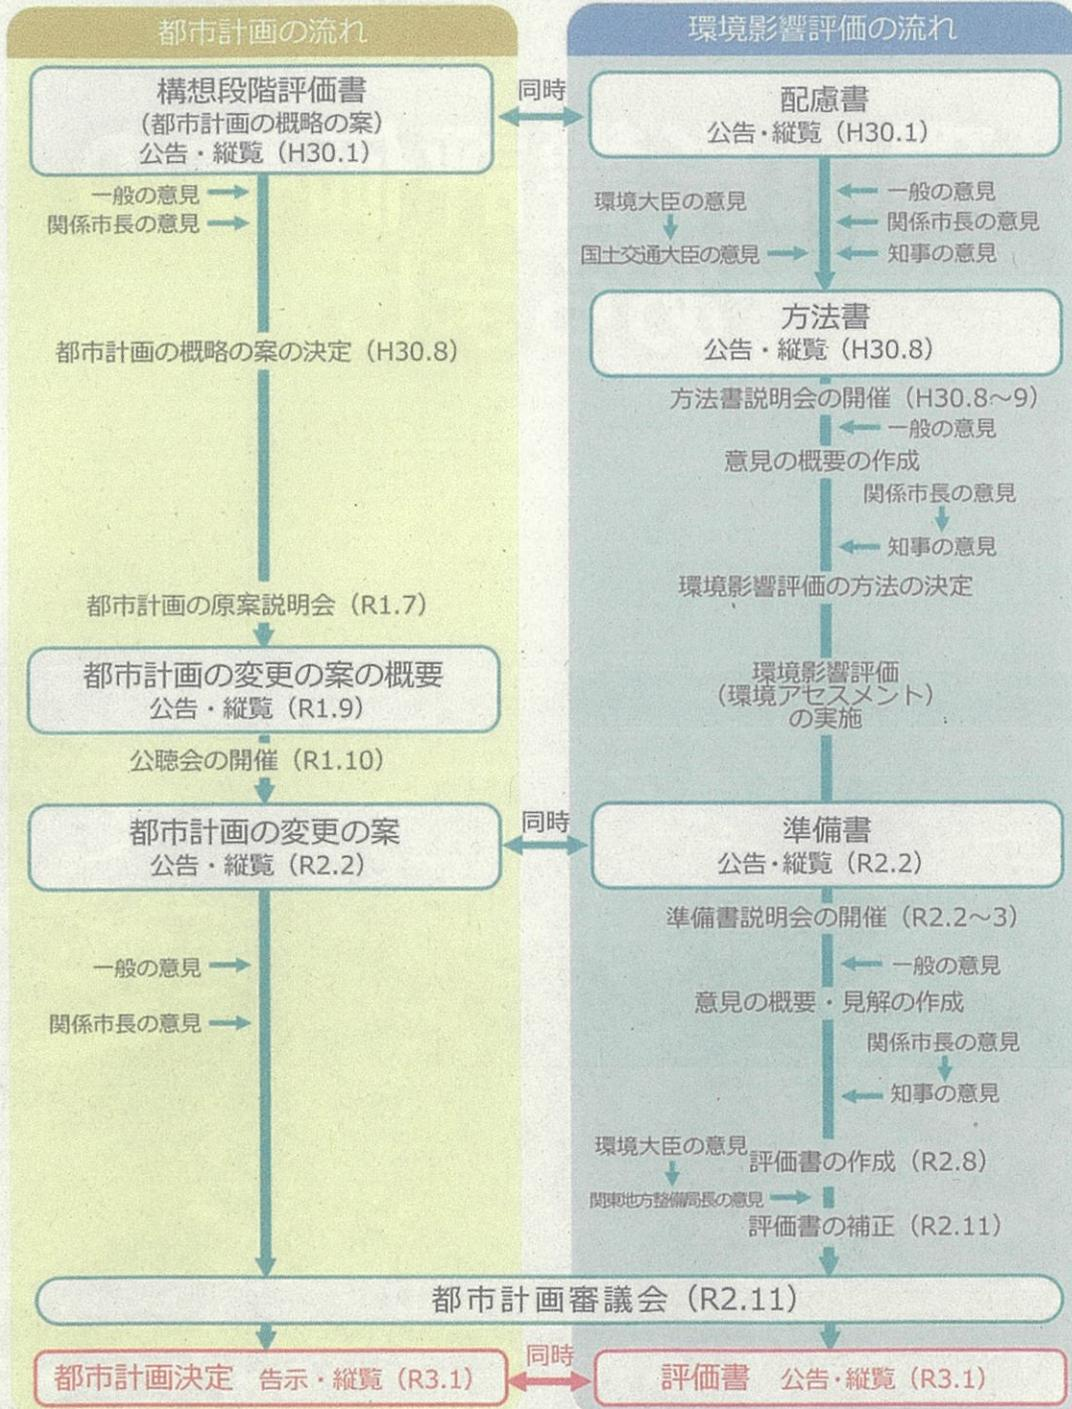 都市計画の流れ
構想段階評価書
(都市計画の概略の案)
公告・縦覧（H30.1）
一般の意見
関係市長の意見
都市計画の概略の案の決定（H30.8）
都市計画の原案説明会（R1.7）
都市計画の変更の案の概要
公告・縦覧（R1.9）
公聴会の開催（R1.10）
都市計画の変更の案
公告・縦覧（R2.2）
一般の意見
関係市長の意見
同時
同時
環境影響評価の流れ
配慮書
公告・縦覧（H30.1）
環境大臣の意見
国土交通大臣の意見
一般の意見
関係市長の意見
知事の意見
方法書
公告・縦覧（H30.8）
方法書説明会の開催（H30.8～9）
一般の意見
意見の概要の作成
関係市長の意見
知事の意見
環境影響評価の方法の決定
環境影響評価
（環境アセスメント）
の実施
準備書
公告・縦覧（R2.2）
準備書説明会の開催（R2.2～3）
一般の意見
意見の概要・見解の作成
関係市長の意見
知事の意見
環境大臣の意見
評価書の作成（R2.8）
関東地方整備局長の意見
評価書の補正（R2.11）
都市計画審議会（R2.11）
都市計画決定 告示・縦覧（R3.1）
同時
評価書 公告・縦覧（R3.1）